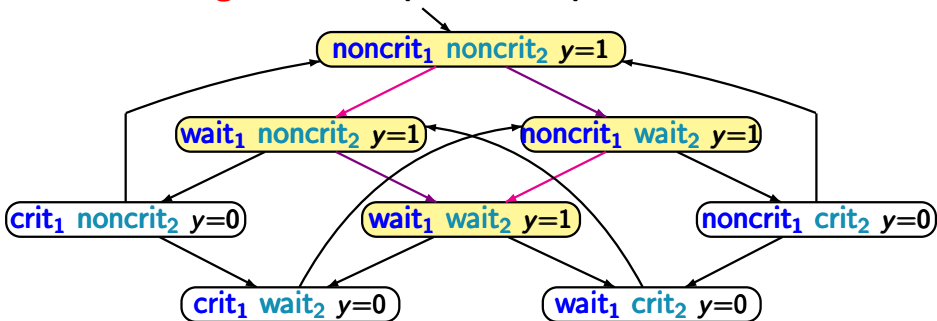 noncrit₁ noncrit₂ y=1
wait₁ noncrit₂ y=1
noncrit₁ wait₂ y=1
crit₁ noncrit₂ y=0
wait₁ wait₂ y=1
noncrit₁ crit₂ y=0
crit₁ wait₂ y=0
wait₁ crit₂ y=0